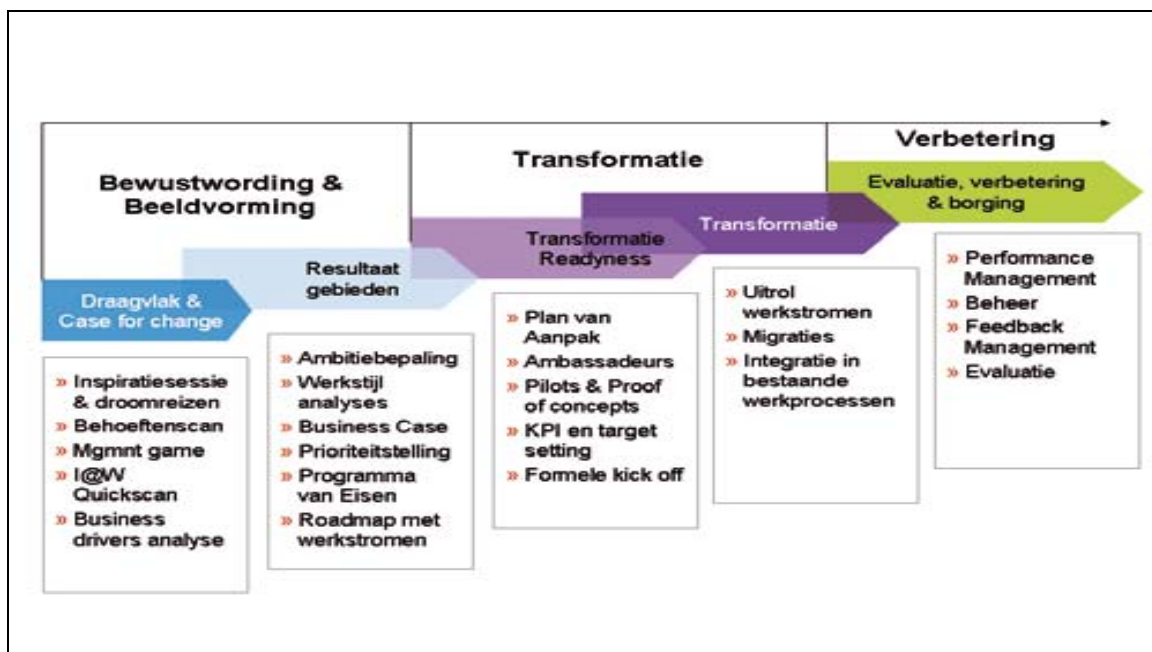 Bewustwording &
Beeldvorming
Transformatie
Verbetering
Draagvlak &
Case for change
Resultaat
gebieden
Transformatie
Readyness
Transformatie
Evaluatie, verbetering
& borging
» Inspiratiesessie
& droomreizen
» Behoeftenscan
» Mgmnt game
» I@W
Quickscan
» Business
drivers analyse
» Ambitiebepaling
» Werkstijl
analyses
» Business Case
» Prioriteitstelling
» Programma
van Eisen
» Roadmap met
werkstromen
» Plan van
Aanpak
» Ambassadeurs
» Pilots & Proof
of concepts
» KPI en target
setting
» Formele kick off
» Uitrol
werkstromen
» Migraties
» Integratie in
bestaande
werkprocessen
» Performance
Management
» Beheer
» Feedback
Management
» Evaluatie